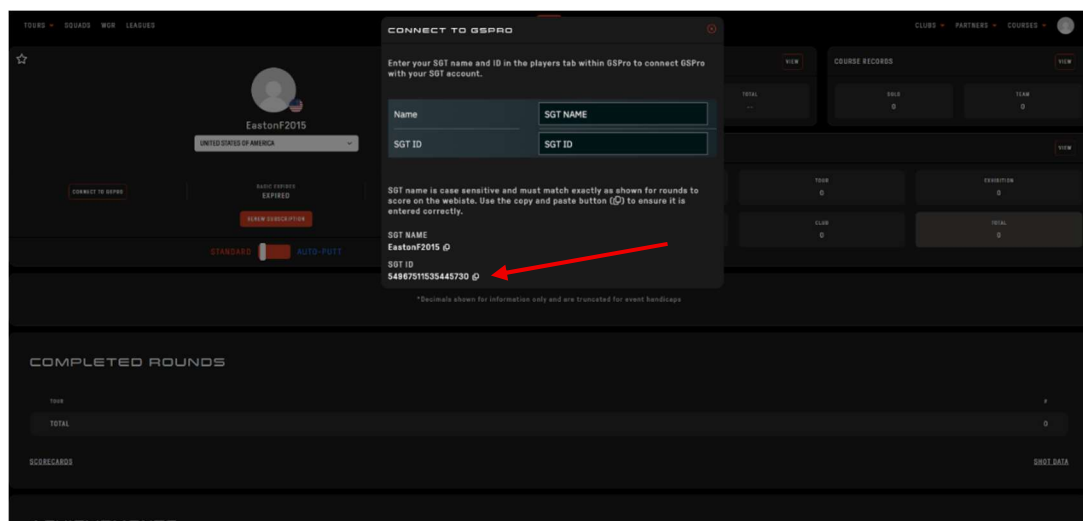 TOURS SQUADS WGR LEAGUES
CLUBS PARTNERS COURSES
CONNECT TO GSPRO
Enter your SGT name and ID in the players tab within GSPro to connect GSPro
with your SGT account.
Name SGT NAME
SGT ID SGT ID
SGT name is case sensitive and must match exactly as shown for rounds to
score on the webiste. Use the copy and paste button () to ensure it is
entered correctly.
SGT NAME
EastonF2015
SGT ID
54967511535445730
EastonF2015
UNITED STATES OF AMERICA
CONNECT TO GSPRO
BASIC EXPIRES
EXPIRED
RENEW SUBSCRIPTION
STANDARD AUTO-PUTT
VIEW
TOTAL
--
COURSE RECORDS
VIEW
SOLO
0
TEAM
0
VIEW
TOUR
0
EXHIBITION
0
CLUB
0
TOTAL
0
*Decimals shown for information only and are truncated for event handicaps
COMPLETED ROUNDS
TOUR
#
TOTAL
0
SCORECARDS
SHOT DATA